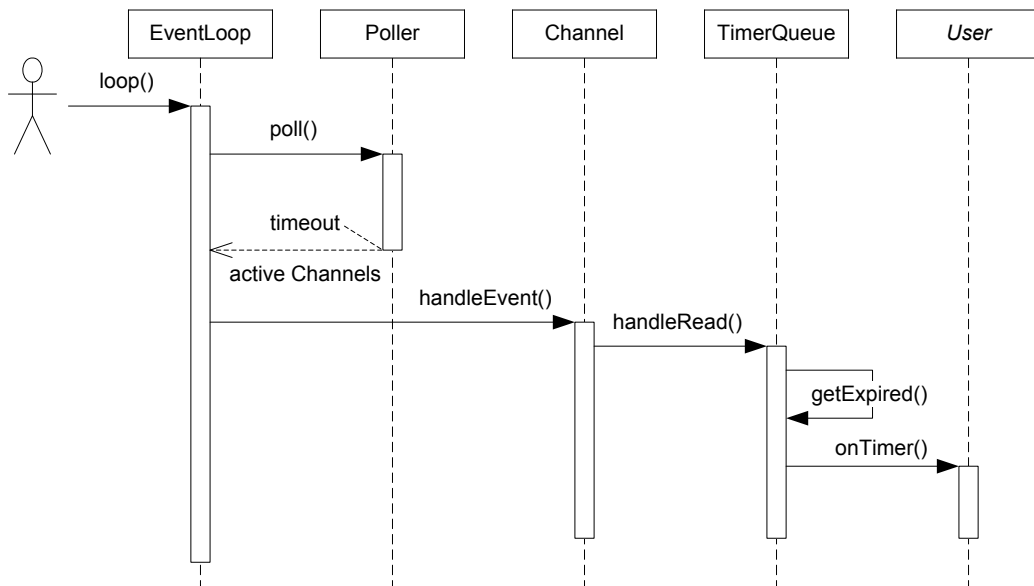 EventLoop
Poller
Channel
TimerQueue
User
loop()
poll()
timeout
active Channels
handleEvent()
handleRead()
getExpired()
onTimer()